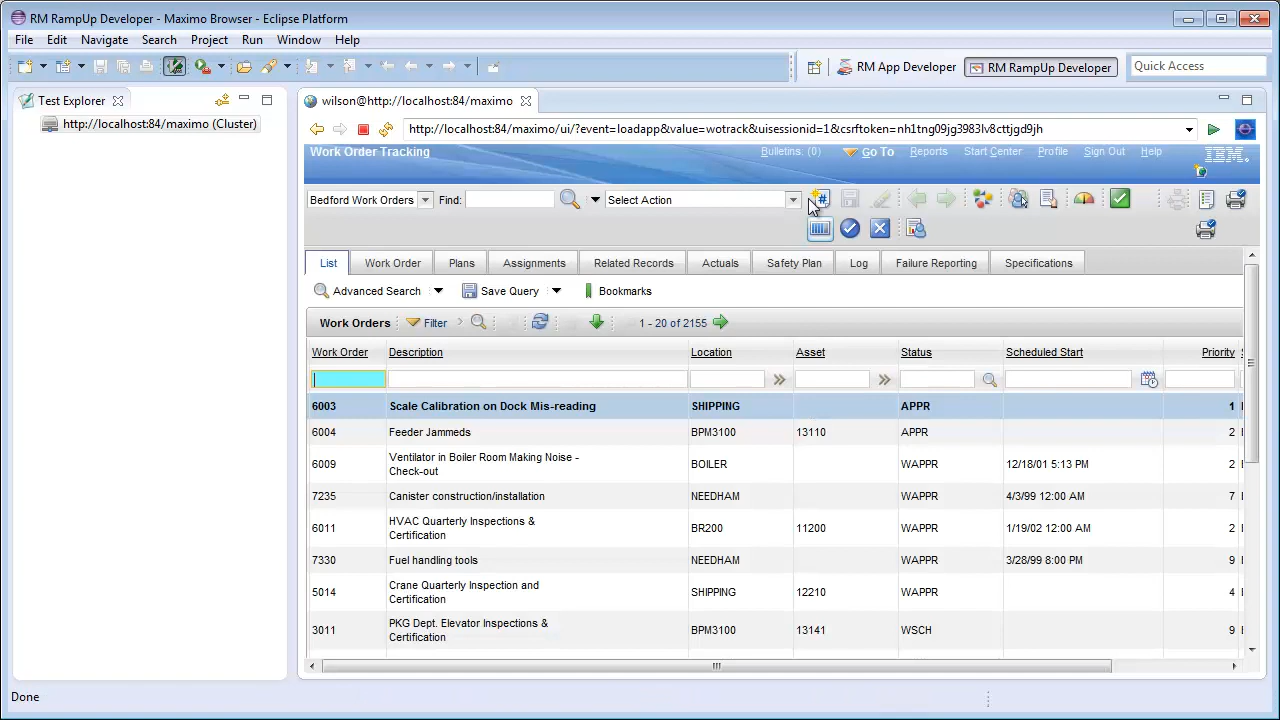 RM RampUp Developer - Maximo Browser - Eclipse Platform
File Edit Navigate Search Project Run Window Help
RM App Developer RM RampUp Developer Quick Access
Test Explorer
http://localhost:84/maximo (Cluster)
wilson@http://localhost:84/maximo
http://localhost:84/maximo/ui/?event=loadapp&value=wotrack&uisessionid=1&csrftoken=nh1tng09jg3983lv8cttjgd9jh
Work Order Tracking Bulletins: (0) Go To Reports Start Center Profile Sign Out Help IBM
Bedford Work Orders Find: Select Action
List Work Order Plans Assignments Related Records Actuals Safety Plan Log Failure Reporting Specifications
Advanced Search Save Query Bookmarks
Work Orders Filter 1 - 20 of 2155
Work Order Description Location Asset Status Scheduled Start Priority
6003 Scale Calibration on Dock Mis-reading SHIPPING APPR 1
6004 Feeder Jammeds BPM3100 13110 APPR 2
6009 Ventilator in Boiler Room Making Noise - Check-out BOILER WAPPR 12/18/01 5:13 PM 2
7235 Canister construction/installation NEEDHAM WAPPR 4/3/99 12:00 AM 7
6011 HVAC Quarterly Inspections & Certification BR200 11200 WAPPR 1/19/02 12:00 AM 2
7330 Fuel handling tools NEEDHAM WAPPR 3/28/99 8:00 PM 9
5014 Crane Quarterly Inspection and Certification SHIPPING 12210 WAPPR 4
3011 PKG Dept. Elevator Inspections & Certification BPM3100 13141 WSCH 9
Done